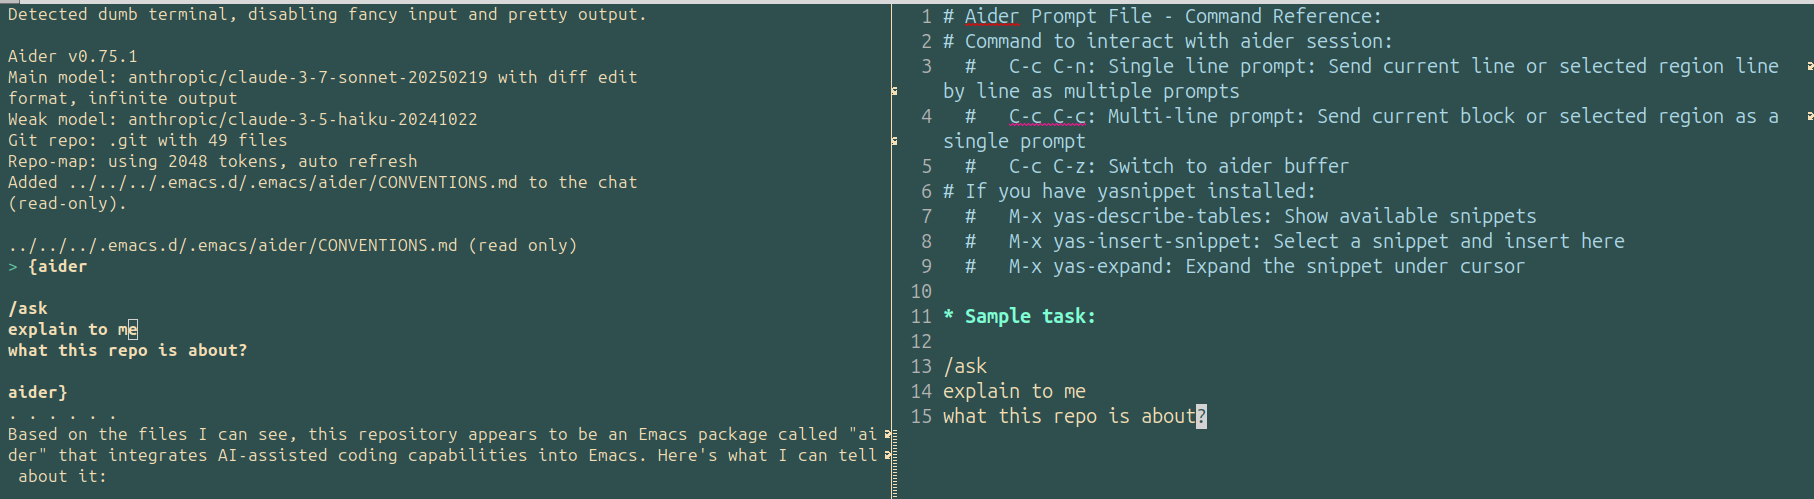 Detected dumb terminal, disabling fancy input and pretty output.
Aider v0.75.1
Main model: anthropic/claude-3-7-sonnet-20250219 with diff edit
format, infinite output
Weak model: anthropic/claude-3-5-haiku-20241022
Git repo: .git with 49 files
Repo-map: using 2048 tokens, auto refresh
Added ../../../.emacs.d/.emacs/aider/CONVENTIONS.md to the chat
(read-only).
../../../.emacs.d/.emacs/aider/CONVENTIONS.md (read only)
> {aider
/ask
explain to me
what this repo is about?
aider}
. . . . . .
Based on the files I can see, this repository appears to be an Emacs package called "ai
der" that integrates AI-assisted coding capabilities into Emacs. Here's what I can tell
about it:
1 # Aider Prompt File - Command Reference:
2 # Command to interact with aider session:
3 # C-c C-n: Single line prompt: Send current line or selected region line
by line as multiple prompts
4 # C-c C-c: Multi-line prompt: Send current block or selected region as a
single prompt
5 # C-c C-z: Switch to aider buffer
6 # If you have yasnippet installed:
7 # M-x yas-describe-tables: Show available snippets
8 # M-x yas-insert-snippet: Select a snippet and insert here
9 # M-x yas-expand: Expand the snippet under cursor
10
11 * Sample task:
12
13 /ask
14 explain to me
15 what this repo is about?